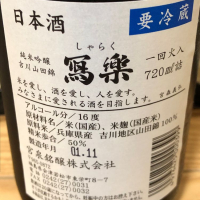 日本酒
要冷蔵
純米吟醸
吉川山田錦
しゃらく
寫樂
一回火入
720ml詰
米を愛し、酒を愛し、人を愛す。
みなさまに愛される酒を目指します。
アルコール分/16度
原材料名/米(国産)、米麹(国産米)
原料米/兵庫県産 吉川地区山田錦100%
精米歩合/50%
製造年月 01.11
宮泉銘醸株式会社